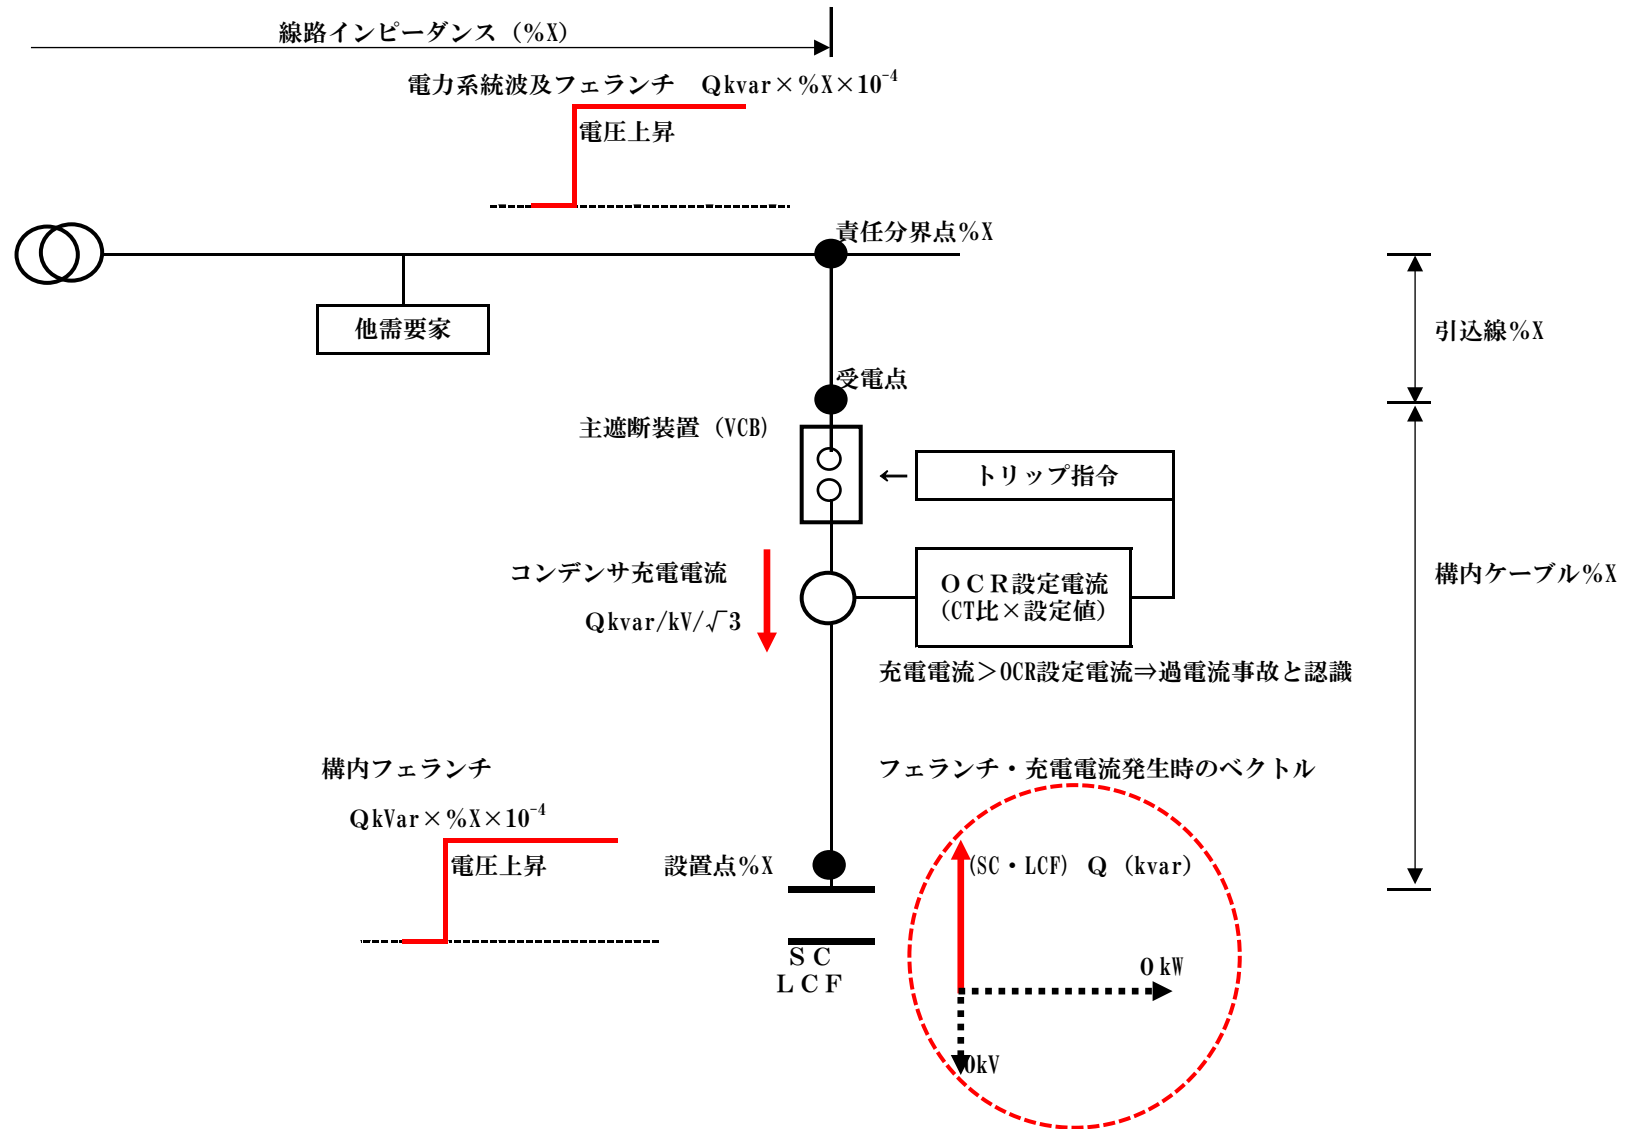 線路インピーダンス（%X）
電力系統波及フェランチ　Qkvar×%X×10⁻⁴
電圧上昇
責任分界点%X
他需要家
引込線%X
受電点
主遮断装置（VCB）
←
トリップ指令
コンデンサ充電電流
Qkvar/kV/√3
ＯＣＲ設定電流
（CT比×設定値）
構内ケーブル%X
充電電流＞OCR設定電流⇒過電流事故と認識
構内フェランチ
QkVar×%X×10⁻⁴
電圧上昇
フェランチ・充電電流発生時のベクトル
設置点%X
(SC・LCF)　Q（kvar）
ＳＣ
ＬＣＦ
0 kW
0kV